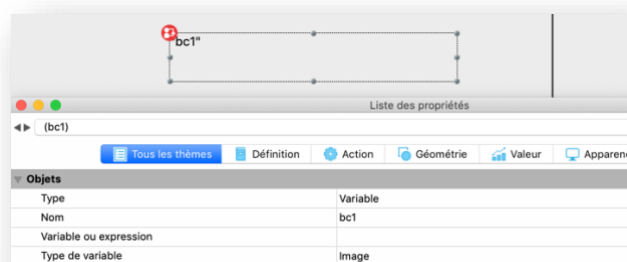 bc1"
Liste des propriétés
(bc1)
Tous les thèmes Définition Action Géométrie Valeur Apparen
Objets
Type Variable
Nom bc1
Variable ou expression
Type de variable Image